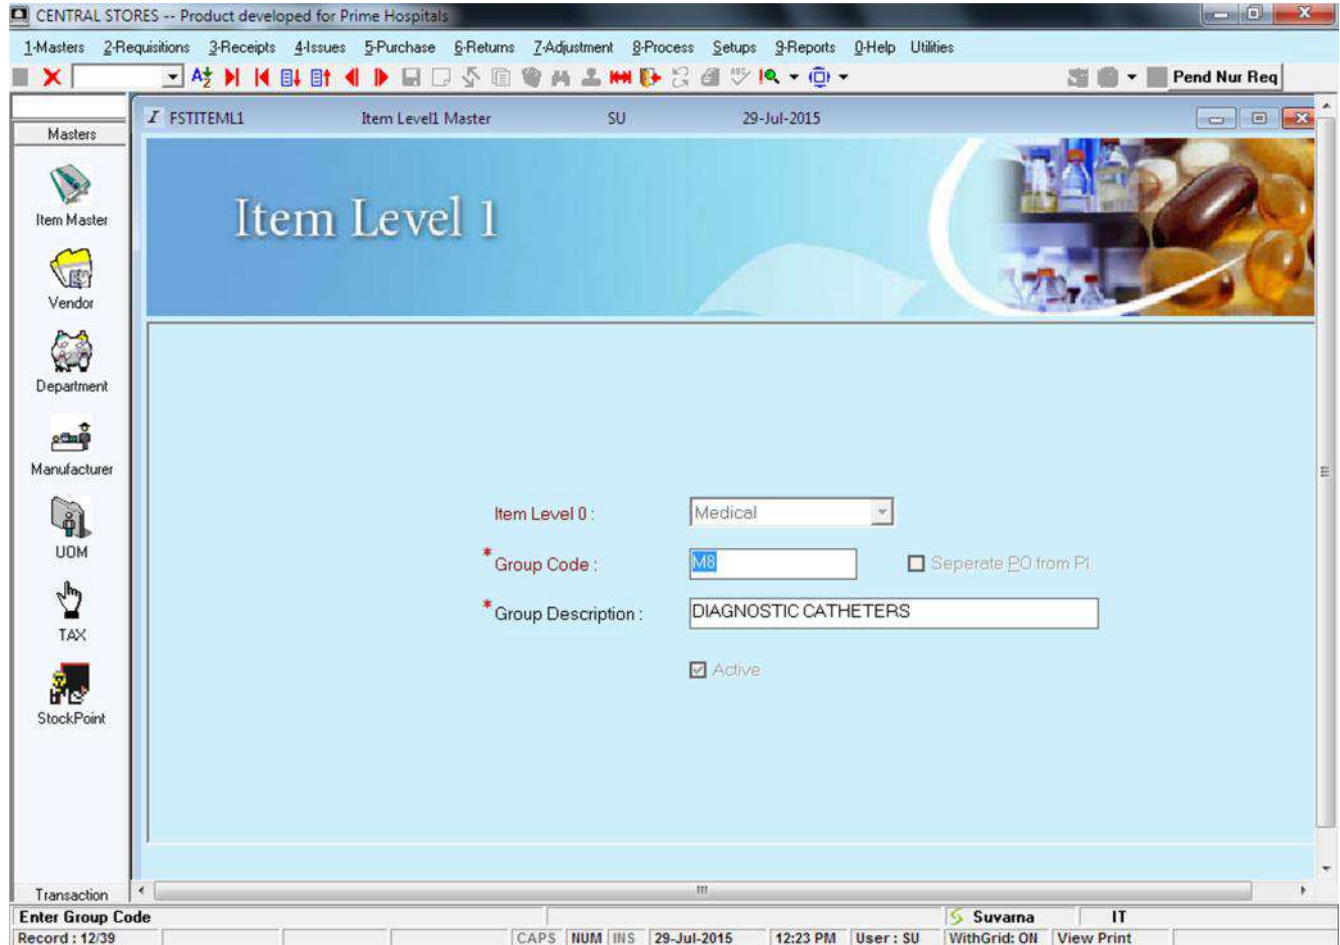 CENTRAL STORES -- Product developed for Prime Hospitals
1-Masters 2-Requisitions 3-Receipts 4-Issues 5-Purchase 6-Returns 7-Adjustment 8-Process Setups 9-Reports 0-Help Utilities
Pend Nur Req
FSTITEML1 Item Level1 Master SU 29-Jul-2015
Masters
Item Level 1
Item Master
Vendor
Department
Manufacturer
UOM
TAX
StockPoint
Item Level 0 : Medical
*Group Code : M8 Seperate PO from PI
*Group Description : DIAGNOSTIC CATHETERS
Active
Transaction
Enter Group Code Suvarna IT
Record : 12/39 CAPS NUM INS 29-Jul-2015 12:23 PM User : SU WithGrid: ON View Print